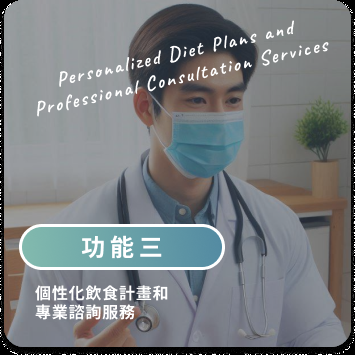 Personalized Diet Plans and
Professional Consultation Services
功能三
個性化飲食計畫和
專業諮詢服務